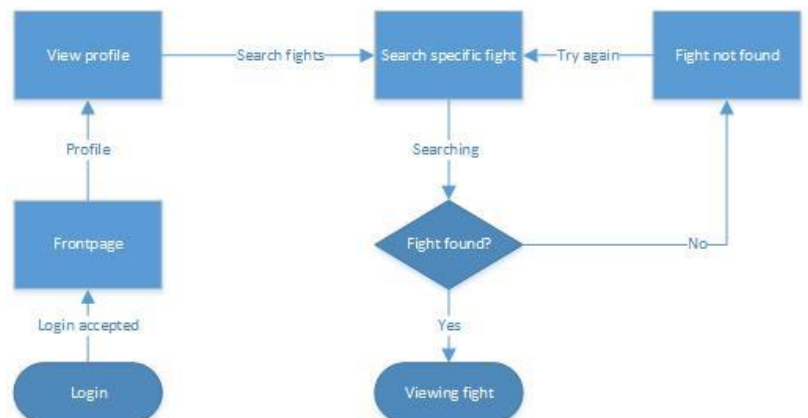 View profile
Search fights
Search specific fight
Try again
Fight not found
Profile
Searching
Frontpage
Fight found?
No
Login accepted
Yes
Login
Viewing fight